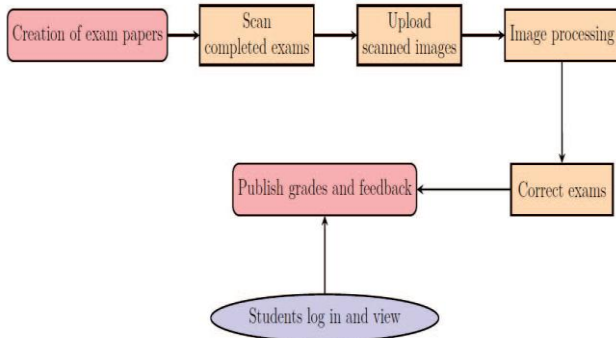 Creation of exam papers
Scan
completed exams
Upload
scanned images
Image processing
Publish grades and feedback
Correct exams
Students log in and view